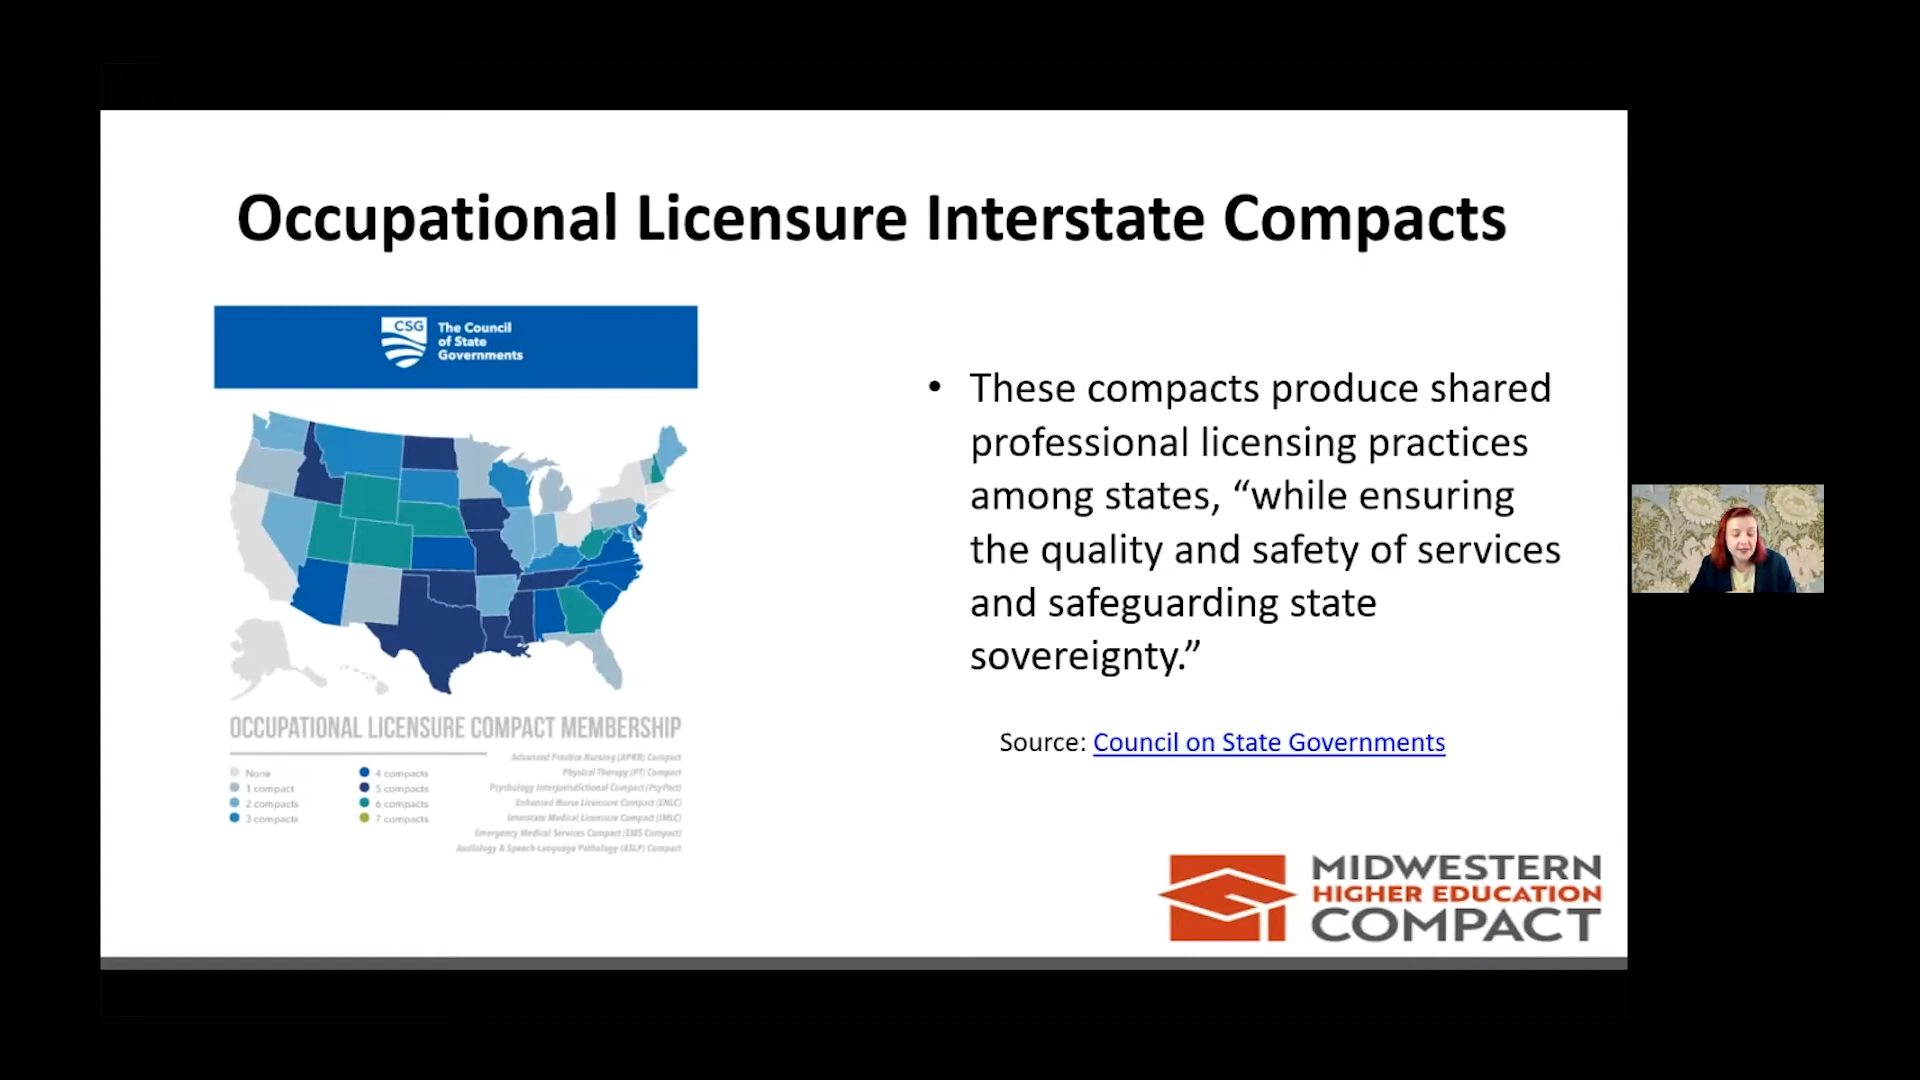 Occupational Licensure Interstate Compacts
CSG
The Council
of State
Governments
OCCUPATIONAL LICENSURE COMPACT MEMBERSHIP
None
1 compact
2 compacts
3 compacts
4 compacts
5 compacts
6 compacts
7 compacts
Advanced Practice Nursing (APRN) Compact
Physical Therapy (PT) Compact
Psychology Interjurisdictional Compact (PsyPact)
Enhanced Nurse Licensure Compact (ENLC)
Interstate Medical Licensure Compact (IMLC)
Emergency Medical Services Compact (EMS Compact)
Audiology & Speech-Language Pathology (ASLP) Compact
• These compacts produce shared
professional licensing practices
among states, “while ensuring
the quality and safety of services
and safeguarding state
sovereignty.”
Source: Council on State Governments
MIDWESTERN
HIGHER EDUCATION
COMPACT